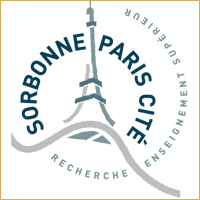 SORBONNE PARIS CITÉ
RECHERCHE ENSEIGNEMENT SUPÉRIEUR